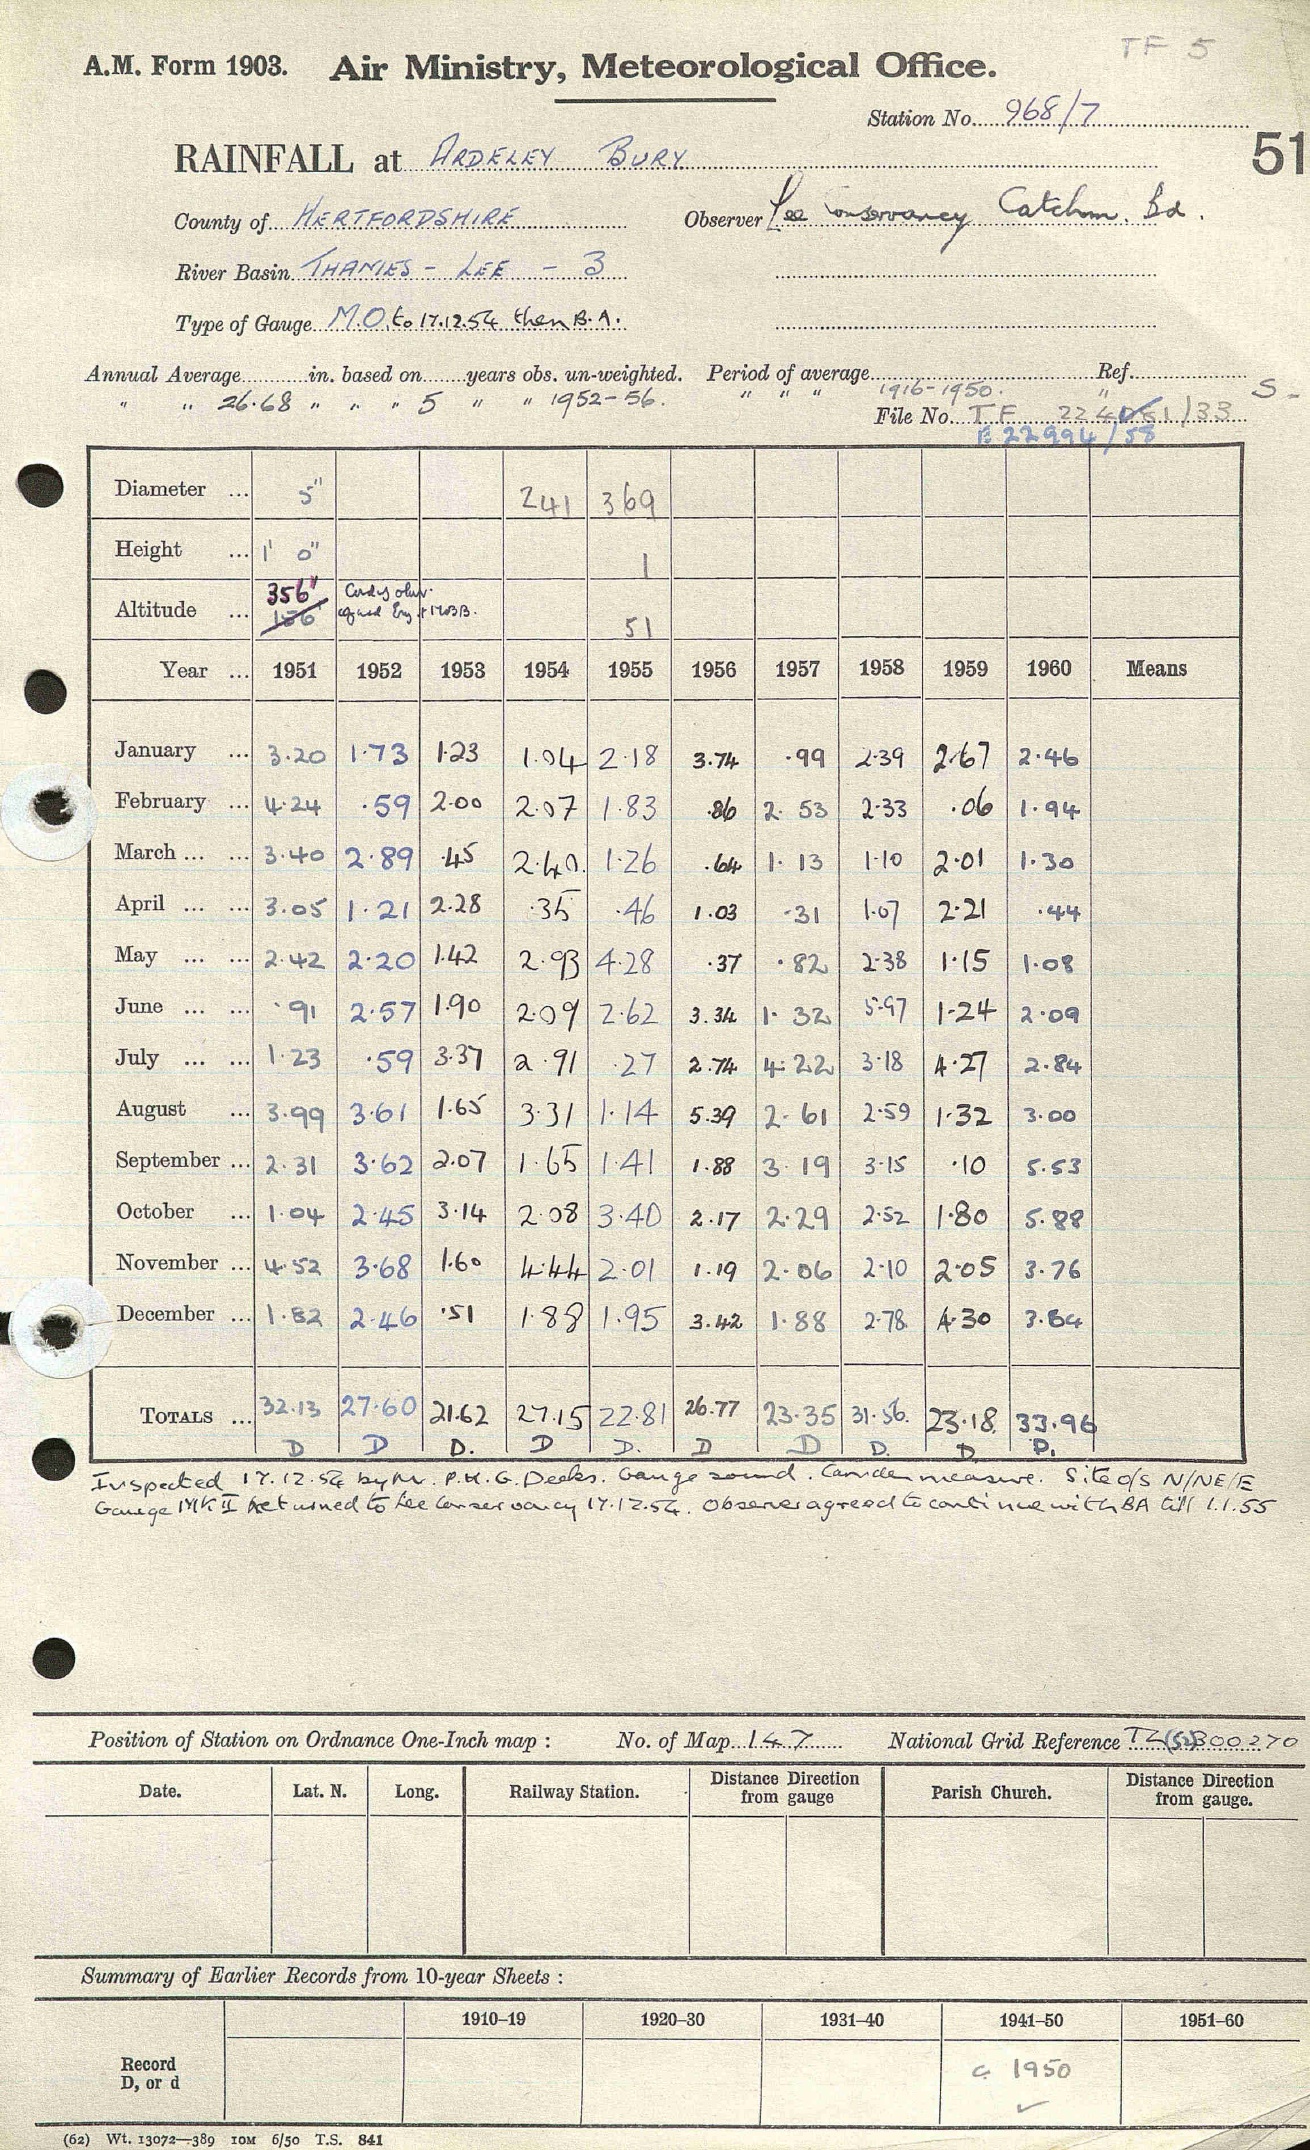 TF 5
A.M. Form 1903. Air Ministry, Meteorological Office.
Station No. 968/7
51
RAINFALL at ARDELEY BURY
County of HERTFORDSHIRE Observer Lee Conservancy Catchm. Bd.
River Basin THAMES - LEE - 3
Type of Gauge M.O. to 17.12.54 then B.A.
Annual Average in. based on years obs. un-weighted. Period of average Ref.
" " 26.68 " " " 5 " " 1952-56. " " " 1916-1950. " S-
File No. TF 224051/33
E 22994/58
Diameter ... 5" 241 369
Height ... 1' 0" 1
Altitude ... 356" 156' 51
Year ... 1951 1952 1953 1954 1955 1956 1957 1958 1959 1960 Means
January ... 3.20 1.73 1.23 1.04 2.18 3.74 .99 2.39 2.67 2.46
February ... 4.24 .59 2.00 2.07 1.83 .86 2.53 2.33 .06 1.94
March ... ... 3.40 2.89 .45 2.40 1.26 .64 1.13 1.10 2.01 1.30
April ... ... 3.05 1.21 2.28 .35 .46 1.03 .31 1.07 2.21 .44
May ... ... 2.42 2.20 1.42 2.93 4.28 .37 .82 2.38 1.15 1.08
June ... ... .91 2.57 1.90 2.09 2.62 3.34 1.32 5.97 1.24 2.09
July ... ... 1.23 .59 3.37 2.91 .27 2.74 4.22 3.18 4.27 2.84
August ... 3.99 3.61 1.65 3.31 1.14 5.39 2.61 2.59 1.32 3.00
September ... 2.31 3.62 2.07 1.65 1.41 1.88 3.19 3.15 .10 5.53
October ... 1.04 2.45 3.14 2.08 3.40 2.17 2.29 2.52 1.80 5.88
November ... 4.52 3.68 1.60 4.44 2.01 1.19 2.06 2.10 2.05 3.76
December ... 1.82 2.46 .51 1.88 1.95 3.42 1.88 2.78 4.30 3.64
TOTALS ... 32.13 27.60 21.62 27.15 22.81 26.77 23.35 31.56. 23.18. 33.96
D D D. D D. D D D. D D.
Inspected 17.12.54 by Mr. P.H.G. Deeks. Gauge sound. Camden measure. Site o/s N/NE/E
Gauge MK II Returned to Lee Conservancy 17.12.54. Observer agreed to continue with BA till 1.1.55
Position of Station on Ordnance One-Inch map : No. of Map 147 National Grid Reference TL(52)300270
Date. Lat. N. Long. Railway Station. Distance Direction from gauge Parish Church. Distance Direction from gauge.
Summary of Earlier Records from 10-year Sheets :
1910-19 1920-30 1931-40 1941-50 1951-60
Record D, or d c. 1950
(62) Wt. 13072—389 10M 6/50 T.S. 841